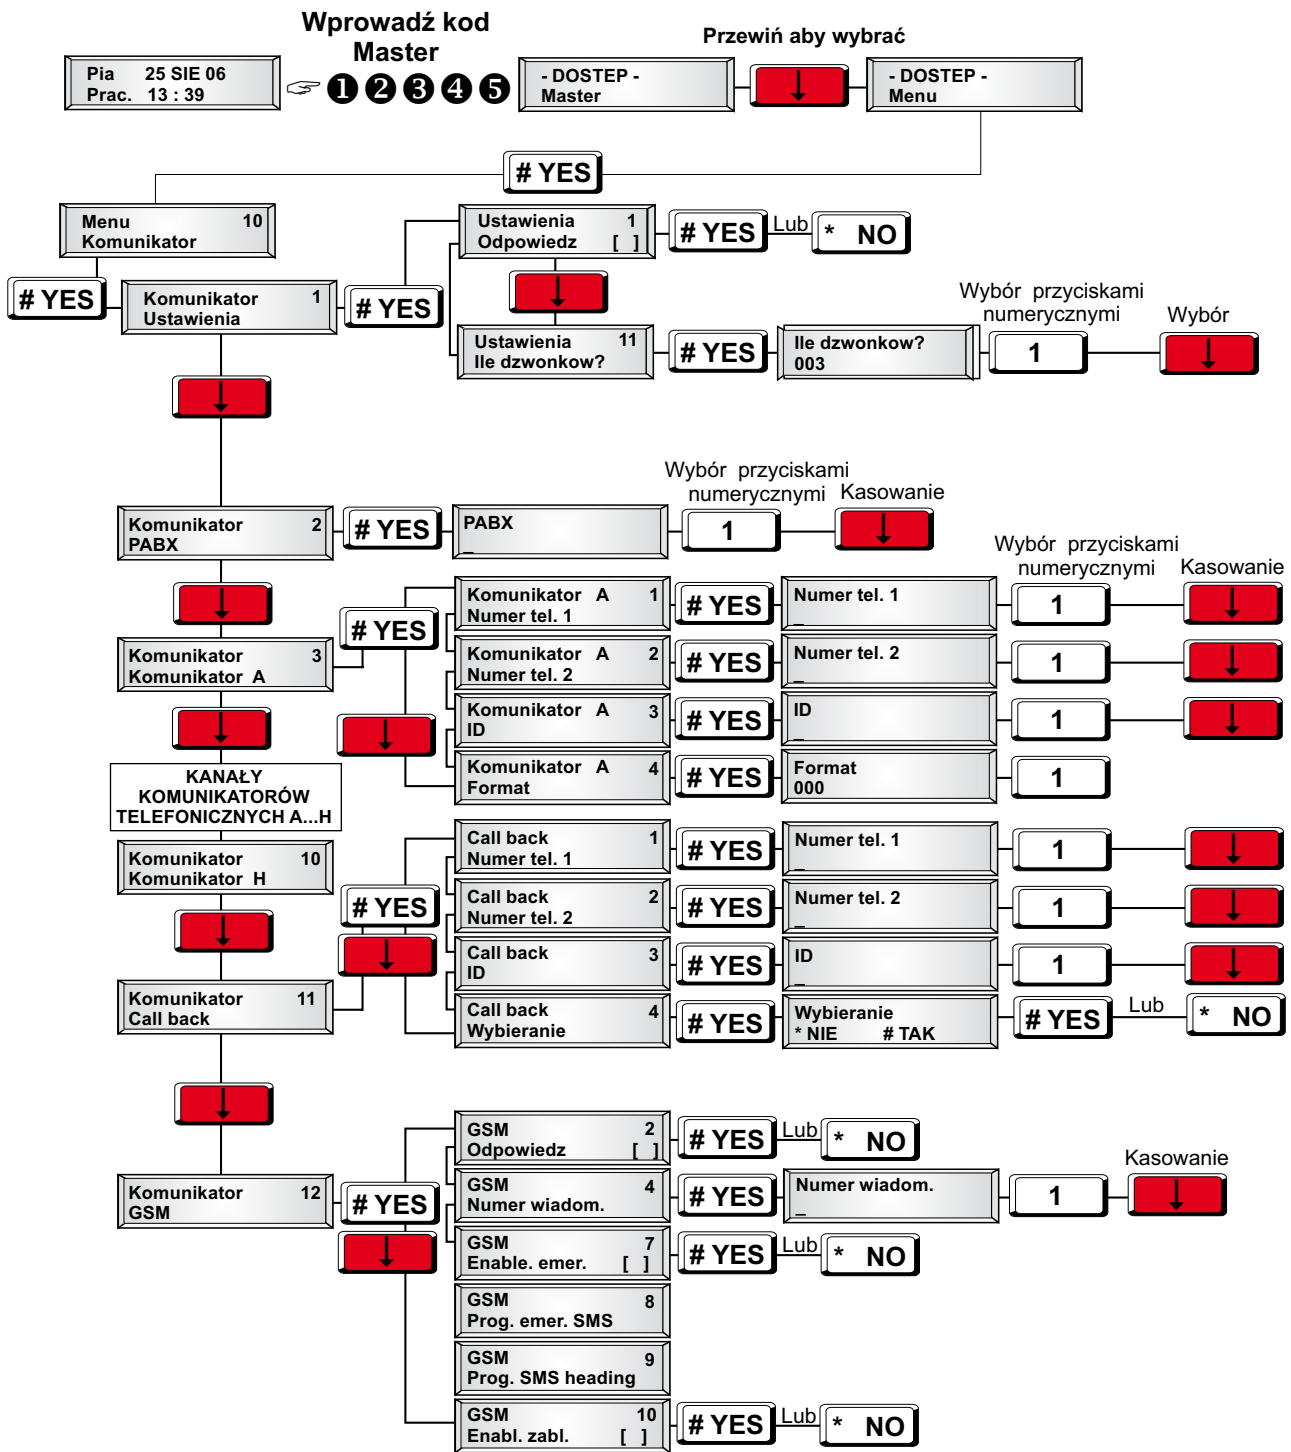 Wprowadź kod
Master
Przewiń aby wybrać
Pia 25 SIE 06
Prac. 13 : 39
☞ ❶ ❷ ❸ ❹ ❺
- DOSTEP -
Master
↓
- DOSTEP -
Menu
# YES
Menu 10
Komunikator
# YES
Komunikator 1
Ustawienia
# YES
Ustawienia 1
Odpowiedz [ ]
# YES
Lub
* NO
↓
Ustawienia 11
Ile dzwonkow?
# YES
Ile dzwonkow?
003
Wybór przyciskami
numerycznymi
1
Wybór
↓
↓
Komunikator 2
PABX
# YES
PABX
_
Wybór przyciskami
numerycznymi
1
Kasowanie
↓
↓
Wybór przyciskami
numerycznymi
Kasowanie
Komunikator 3
Komunikator A
# YES
↓
Komunikator A 1
Numer tel. 1
# YES
Numer tel. 1
_
1
↓
Komunikator A 2
Numer tel. 2
# YES
Numer tel. 2
_
1
↓
Komunikator A 3
ID
# YES
ID
_
1
↓
Komunikator A 4
Format
# YES
Format
000
1
↓
KANAŁY
KOMUNIKATORÓW
TELEFONICZNYCH A...H
Komunikator 10
Komunikator H
↓
Komunikator 11
Call back
# YES
↓
Call back 1
Numer tel. 1
# YES
Numer tel. 1
_
1
↓
Call back 2
Numer tel. 2
# YES
Numer tel. 2
_
1
↓
Call back 3
ID
# YES
ID
_
1
↓
Call back 4
Wybieranie
# YES
Wybieranie
* NIE # TAK
# YES
Lub
* NO
↓
Komunikator 12
GSM
# YES
↓
GSM 2
Odpowiedz [ ]
# YES
Lub
* NO
GSM 4
Numer wiadom.
# YES
Numer wiadom.
_
1
Kasowanie
↓
GSM 7
Enable. emer. [ ]
# YES
Lub
* NO
GSM 8
Prog. emer. SMS
GSM 9
Prog. SMS heading
GSM 10
Enabl. zabl. [ ]
# YES
Lub
* NO